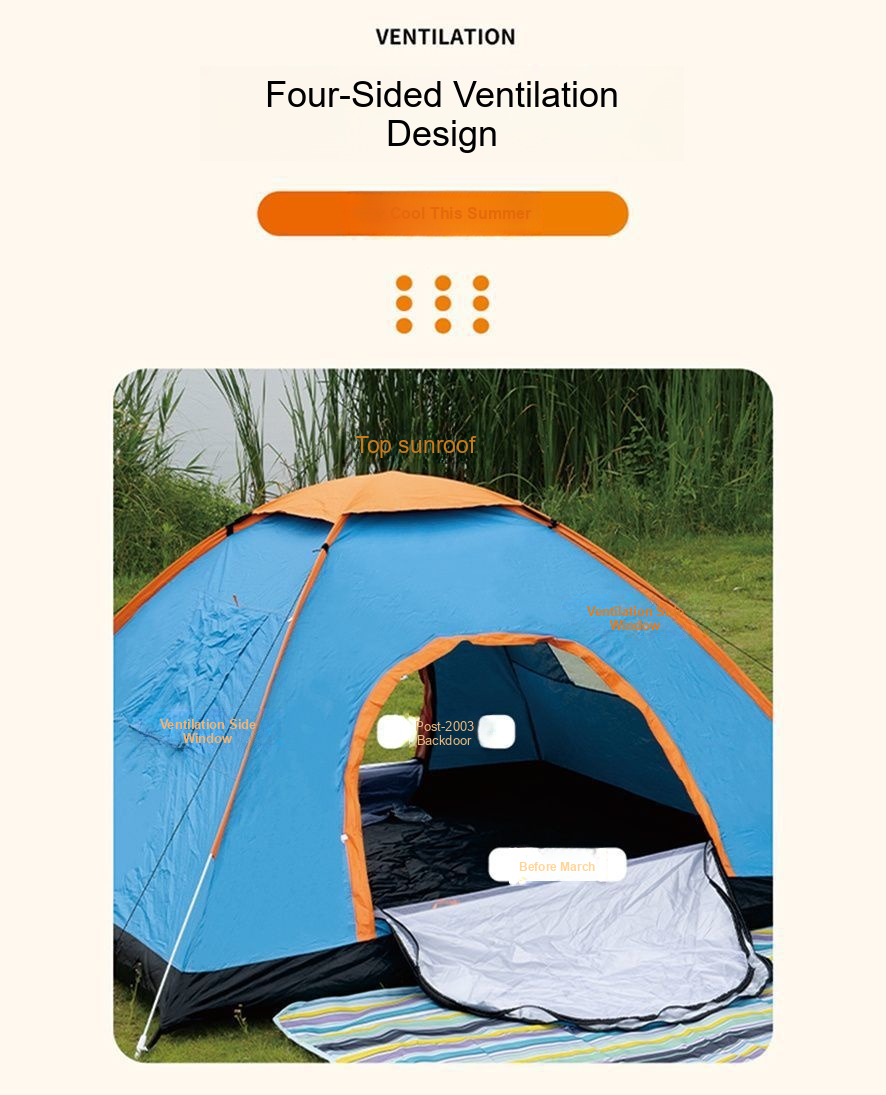 VENTILATION
Four-Sided Ventilation
Design
Cool This Summer
Top sunroof
Ventilation
Window
Ventilation Side
Window
Post-2003
Backdoor
Before March